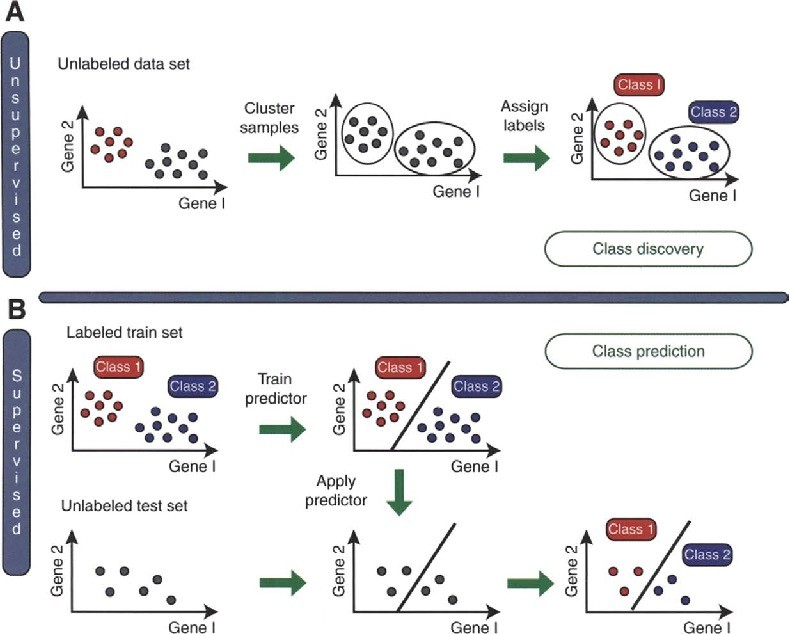 A
Unsupervised
Unlabeled data set
Gene 2
Gene I
Cluster
samples
Gene 2
Gene I
Assign
labels
Class I
Class 2
Gene 2
Gene I
Class discovery
B
Supervised
Labeled train set
Class 1
Class 2
Gene 2
Gene I
Train
predictor
Class 1
Class 2
Gene 2
Gene I
Class prediction
Apply
predictor
Unlabeled test set
Gene 2
Gene I
Gene 2
Gene I
Class 1
Class 2
Gene 2
Gene I